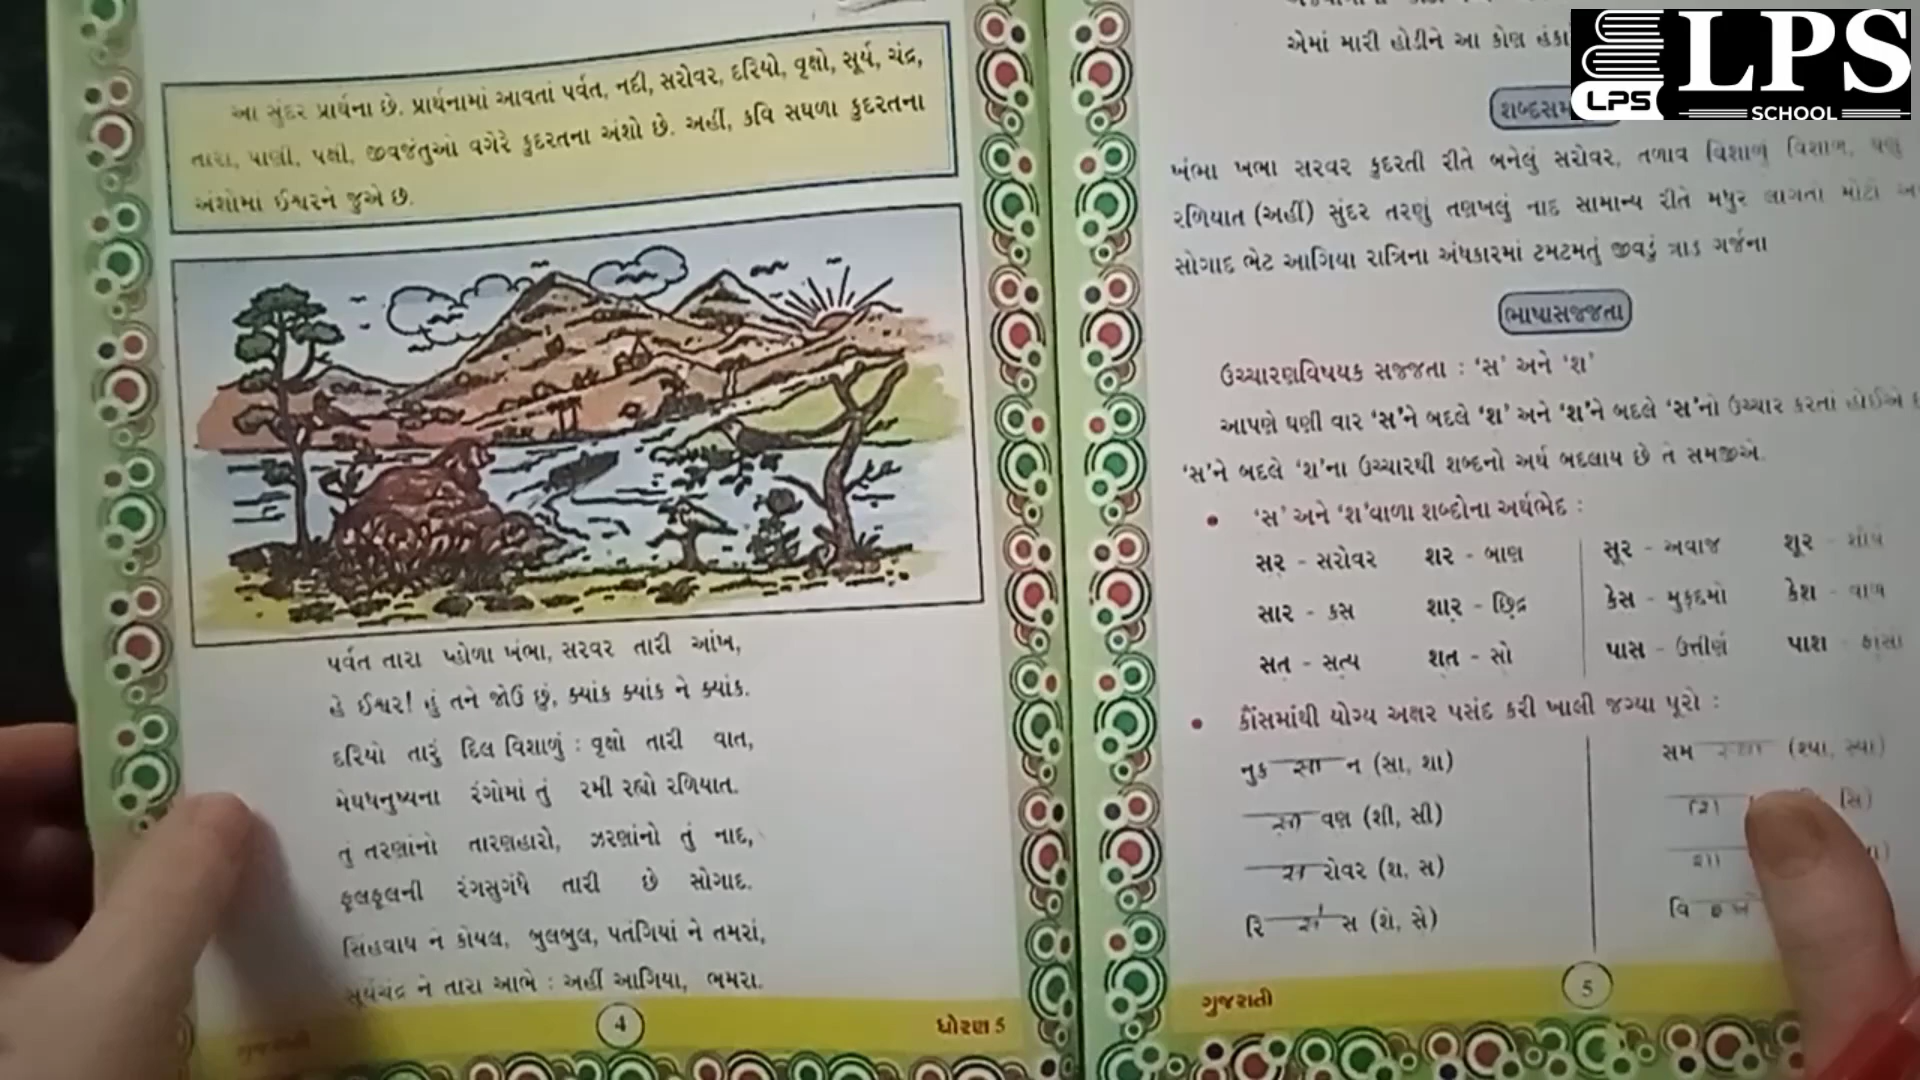 આ સુંદર પ્રાર્થના છે. પ્રાર્થનામાં આવતાં પર્વત, નદી, સરોવર, દરિયો, વૃક્ષો, સૂર્ય, ચંદ્ર,
તારા, પાણી, પક્ષી, જીવજંતુઓ વગેરે કુદરતના અંશો છે. અહીં, કવિ સઘળા કુદરતના
અંશોમાં ઈશ્વરને જુએ છે.
પર્વત તારા પ્હોળા ખંભા, સરવર તારી આંખ,
હે ઈશ્વર! હું તને જોઉં છું, ક્યાંક ક્યાંક ને ક્યાંક.
દરિયો તારું દિલ વિશાળું : વૃક્ષો તારી વાત,
મેઘધનુષ્યના રંગોમાં તું રમી રહ્યો રળિયાત.
તું તરણાંનો તારણહારો, ઝરણાંનો તું નાદ,
ફૂલફૂલની રંગસુગંધે તારી છે સોગાદ.
સિંહવાઘ ને કોયલ, બુલબુલ, પતંગિયાં ને તમરાં,
સૂર્યચંદ્ર ને તારા આભે : અહીં આગિયા, ભમરા.
ગુજરાતી
4
ધોરણ 5
એમાં મારી હોડીને આ કોણ
LPS
LPS
SCHOOL
શબ્દસમ
ખંભા ખભા સરવર કુદરતી રીતે બનેલું સરોવર, તળાવ વિશાળું વિશાળ,
રળિયાત (અહીં) સુંદર તરણું તણખલું નાદ સામાન્ય રીતે મધુર લાગતો મોટો
સોગાદ ભેટ આગિયા રાત્રિના અંધકારમાં ટમટમતું જીવડું ત્રાડ ગર્જના
ભાષાસજ્જતા
ઉચ્ચારણવિષયક સજ્જતા : ‘સ’ અને ‘શ’
આપણે ઘણી વાર ‘સ’ને બદલે ‘શ’ અને ‘શ’ને બદલે ‘સ’નો ઉચ્ચાર કરતાં હોઈએ
‘સ’ને બદલે ‘શ’ના ઉચ્ચારથી શબ્દનો અર્થ બદલાય છે તે સમજીએ.
• ‘સ’ અને ‘શ’વાળા શબ્દોના અર્થભેદ :
સર - સરોવર શર - બાણ સૂર - અવાજ શૂર -
સાર - કસ શાર - છિદ્ર કેસ - મુકદ્દમો કેશ - વાળ
સત - સત્ય શત - સો પાસ - ઉત્તીર્ણ પાશ - ફાંસો
• કૌંસમાંથી યોગ્ય અક્ષર પસંદ કરી ખાલી જગ્યા પૂરો :
નુક સા ન (સા, શા) સમ સ્યા (શ્યા, સ્યા)
સી વણ (શી, સી) શિ સિ)
સ રોવર (શ, સ) શા
રિ સે સ (શે, સે) વિ
ગુજરાતી
5